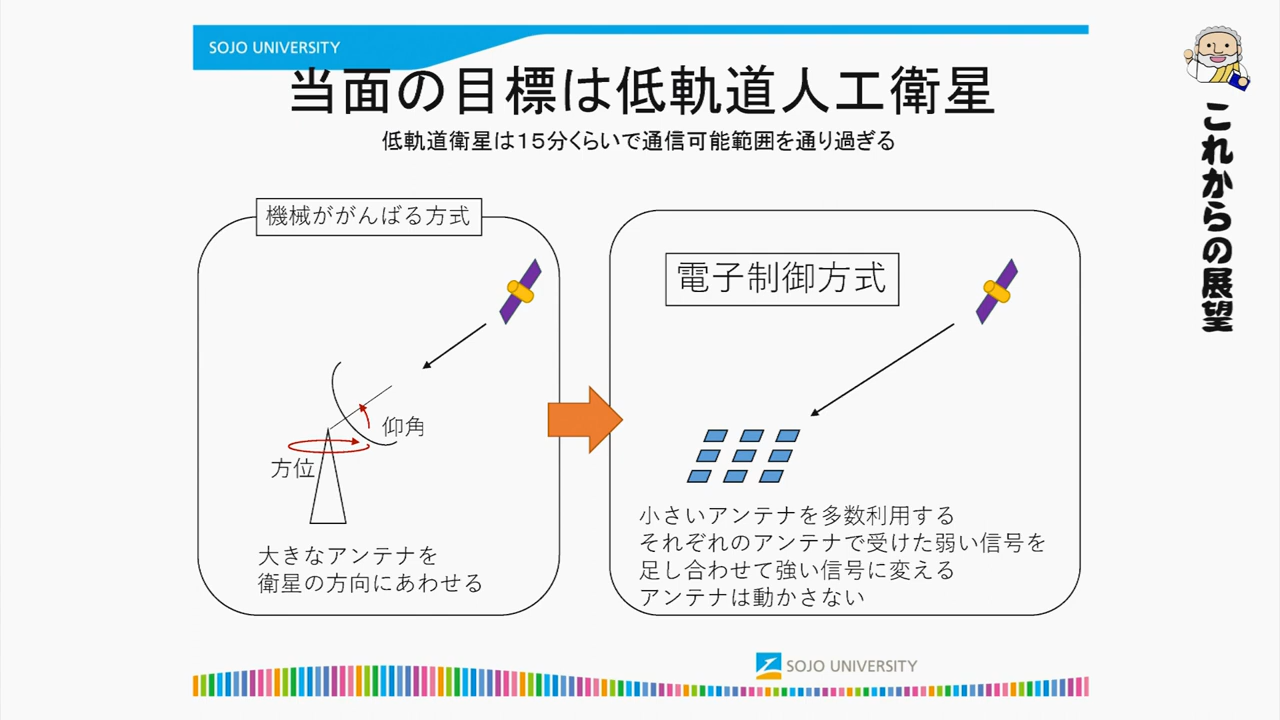 SOJO UNIVERSITY
当面の目標は低軌道人工衛星
低軌道衛星は15分くらいで通信可能範囲を通り過ぎる
機械ががんばる方式
仰角
方位
大きなアンテナを
衛星の方向にあわせる
電子制御方式
小さいアンテナを多数利用する
それぞれのアンテナで受けた弱い信号を
足し合わせて強い信号に変える
アンテナは動かさない
SOJO UNIVERSITY
これからの展望